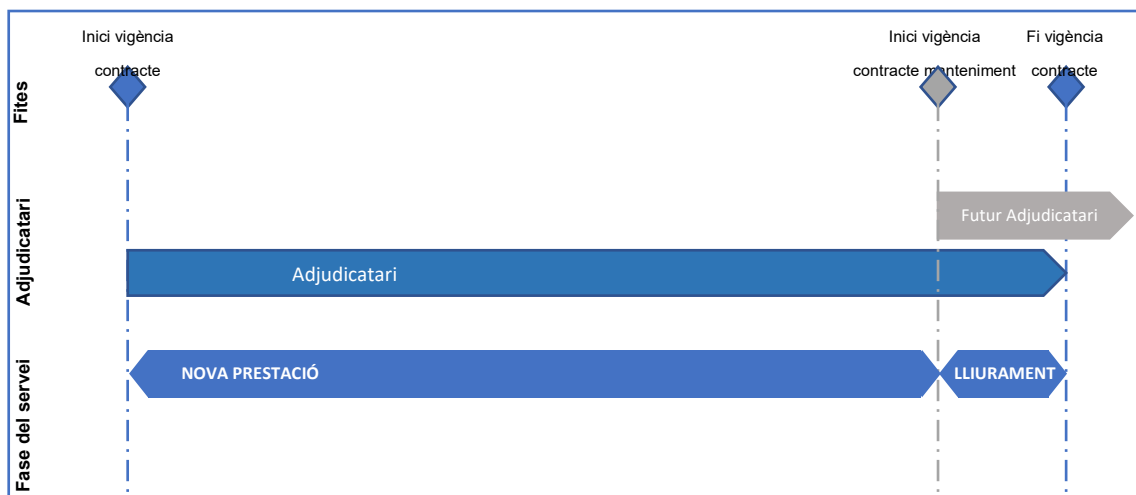 Inici vigència
contracte
Inici vigència
contracte manteniment
Fi vigència
contracte
Fites
Adjudicatari
Futur Adjudicatari
Adjudicatari
Fase del servei
NOVA PRESTACIÓ
LLIURAMENT